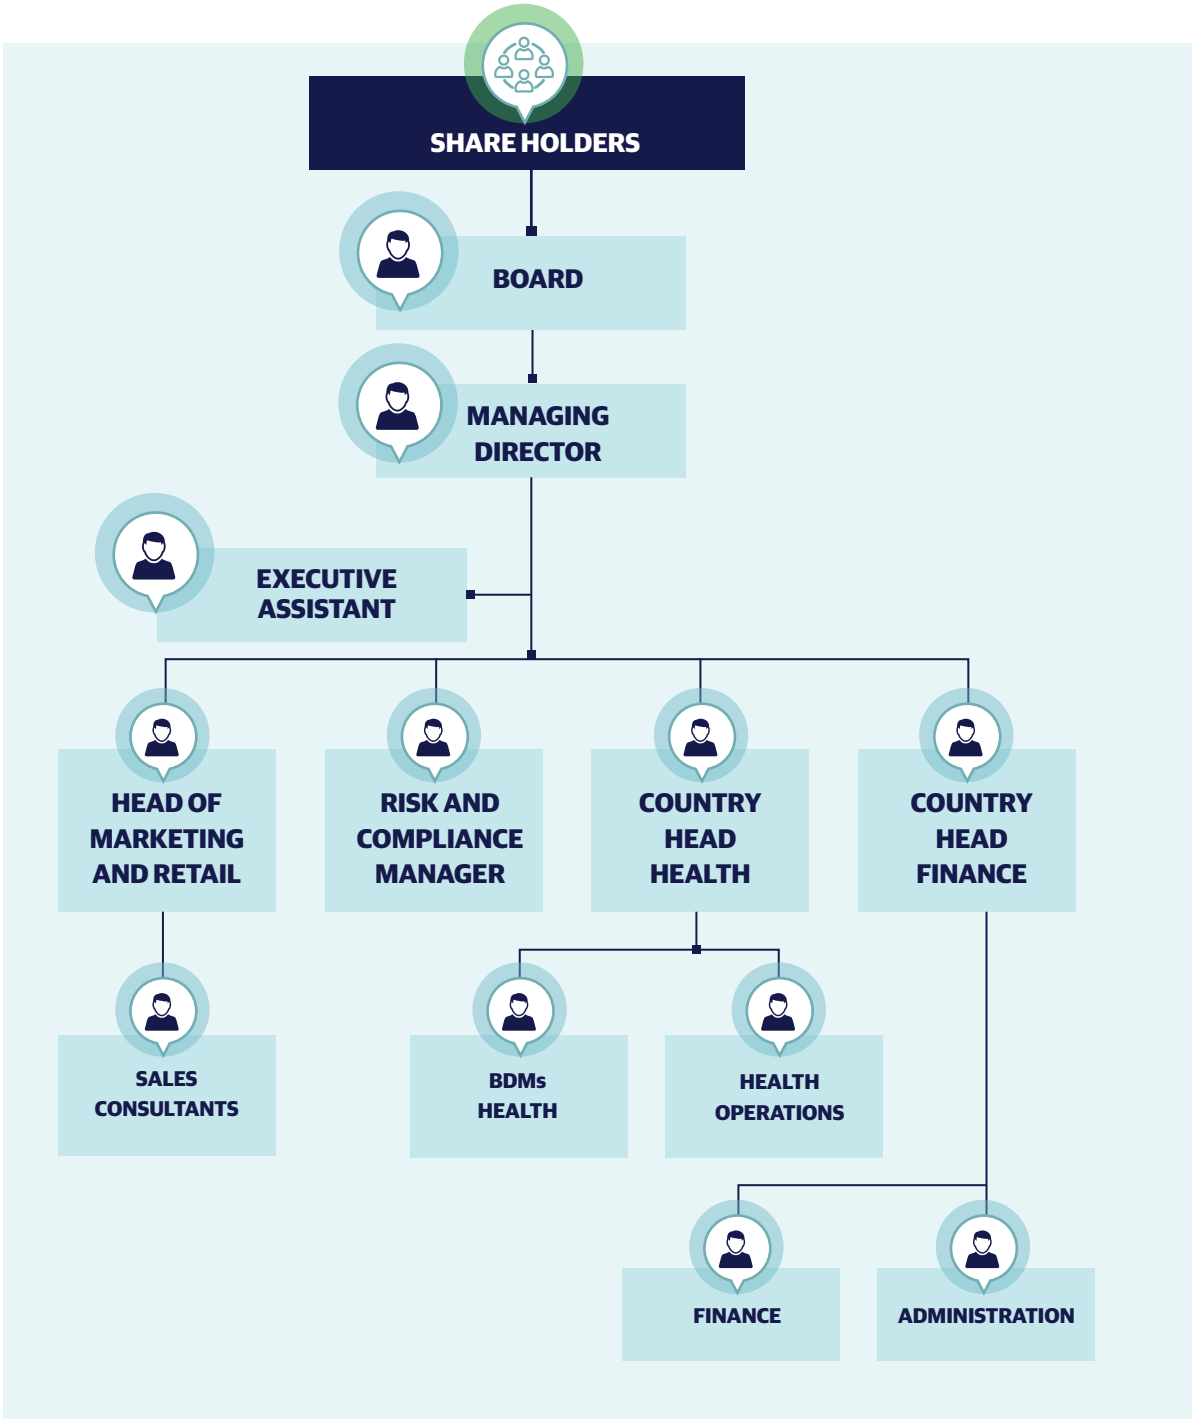 SHARE HOLDERS
BOARD
MANAGING
DIRECTOR
EXECUTIVE
ASSISTANT
HEAD OF
MARKETING
AND RETAIL
RISK AND
COMPLIANCE
MANAGER
COUNTRY
HEAD
HEALTH
COUNTRY
HEAD
FINANCE
SALES
CONSULTANTS
BDMs
HEALTH
HEALTH
OPERATIONS
FINANCE
ADMINISTRATION